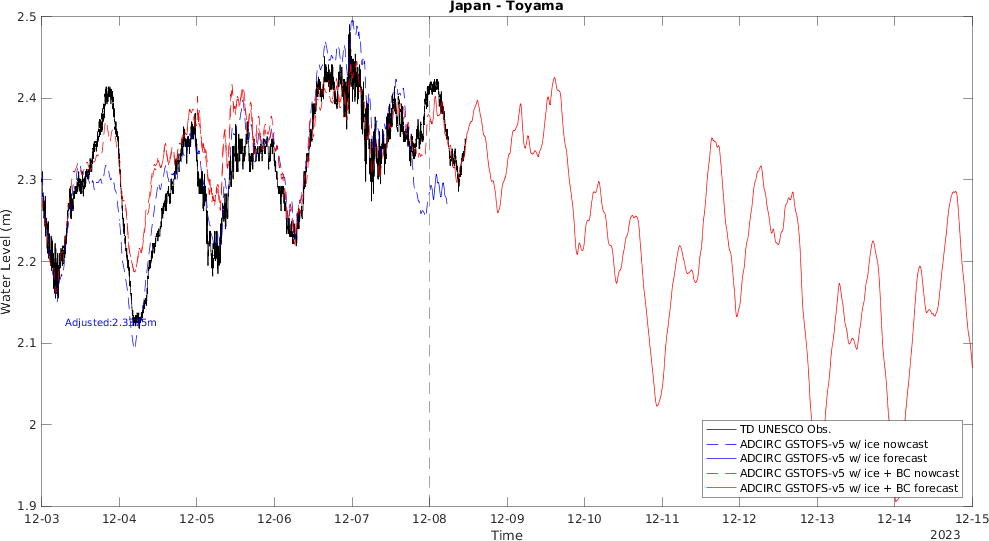 Japan - Toyama
2.5
2.4
2.3
2.2
2.1
2
1.9
Water Level (m)
12-03 12-04 12-05 12-06 12-07 12-08 12-09 12-10 12-11 12-12 12-13 12-14 12-15
Time
2023
TD UNESCO Obs.
ADCIRC GSTOFS-v5 w/ ice nowcast
ADCIRC GSTOFS-v5 w/ ice forecast
ADCIRC GSTOFS-v5 w/ ice + BC nowcast
ADCIRC GSTOFS-v5 w/ ice + BC forecast